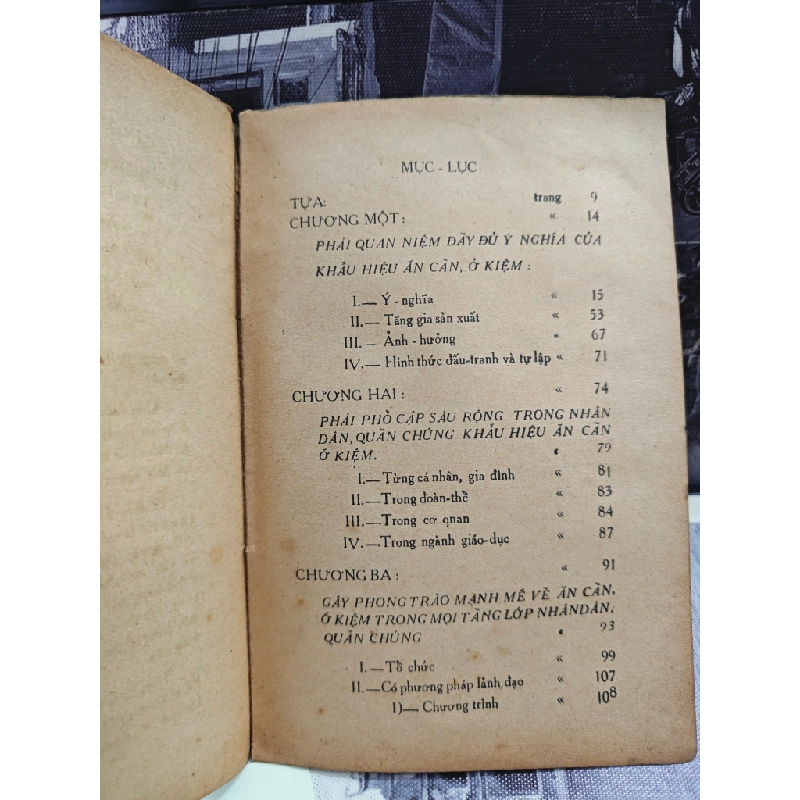 MỤC - LỤC
TỰA: trang 9
CHƯƠNG MỘT: « 14
PHẢI QUAN NIỆM ĐẦY ĐỦ Ý NGHĨA CỦA
KHẨU HIỆU ĂN CẦN, Ở KIỆM:
I.— Ý - nghĩa « 15
II.— Tăng gia sản xuất « 53
III.— Ảnh - hưởng « 67
IV.— Hình thức đấu-tranh và tự lập « 71
CHƯƠNG HAI: « 74
PHẢI PHỔ CẬP SÂU RỘNG TRONG NHÂN
DÂN, QUẦN CHÚNG KHẨU HIỆU ĂN CẦN
Ở KIỆM. « 79
I.— Từng cá nhân, gia đình « 81
II.— Trong đoàn-thể « 83
III.— Trong cơ quan « 84
IV.— Trong ngành giáo-dục « 87
CHƯƠNG BA: « 91
GÂY PHONG TRÀO MẠNH MẼ VỀ ĂN CẦN,
Ở KIỆM TRONG MỌI TẦNG LỚP NHÂN DÂN,
QUẦN CHÚNG « 93
I.— Tổ chức « 99
II.— Có phương pháp lãnh đạo « 107
1)— Chương trình « 108